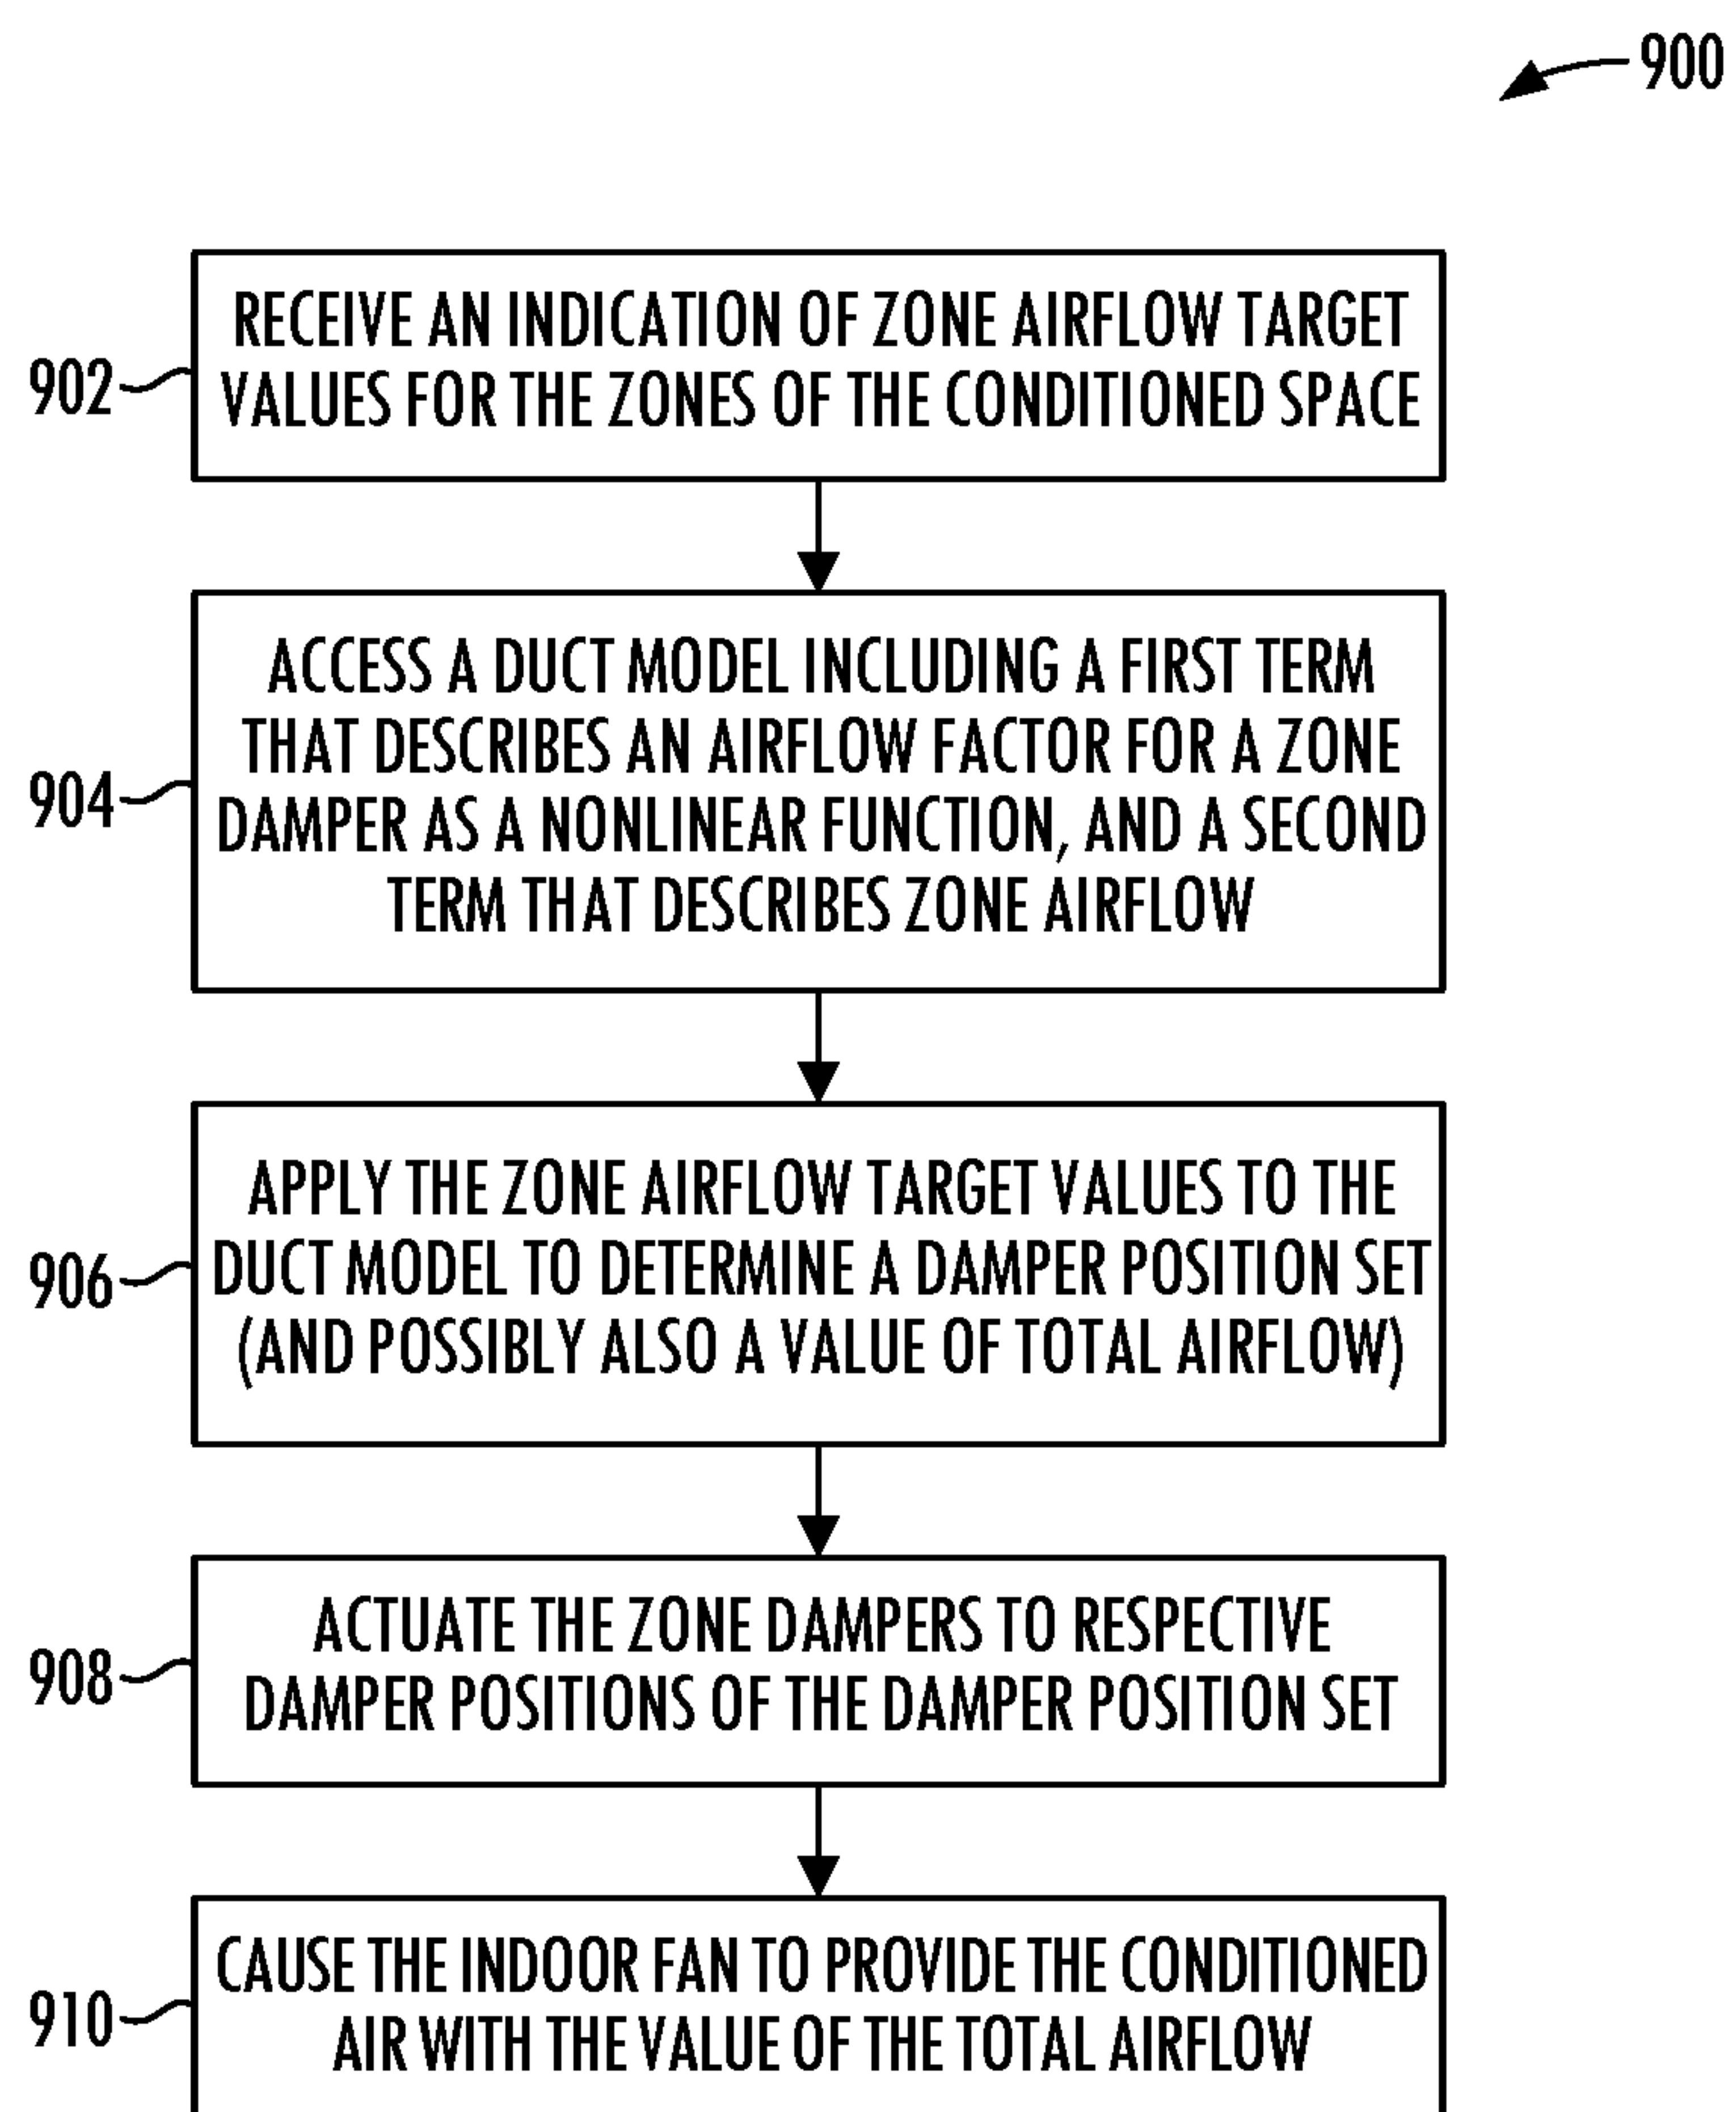 900
902
RECEIVE AN INDICATION OF ZONE AIRFLOW TARGET
VALUES FOR THE ZONES OF THE CONDITIONED SPACE
904
ACCESS A DUCT MODEL INCLUDING A FIRST TERM
THAT DESCRIBES AN AIRFLOW FACTOR FOR A ZONE
DAMPER AS A NONLINEAR FUNCTION, AND A SECOND
TERM THAT DESCRIBES ZONE AIRFLOW
906
APPLY THE ZONE AIRFLOW TARGET VALUES TO THE
DUCT MODEL TO DETERMINE A DAMPER POSITION SET
(AND POSSIBLY ALSO A VALUE OF TOTAL AIRFLOW)
908
ACTUATE THE ZONE DAMPERS TO RESPECTIVE
DAMPER POSITIONS OF THE DAMPER POSITION SET
910
CAUSE THE INDOOR FAN TO PROVIDE THE CONDITIONED
AIR WITH THE VALUE OF THE TOTAL AIRFLOW